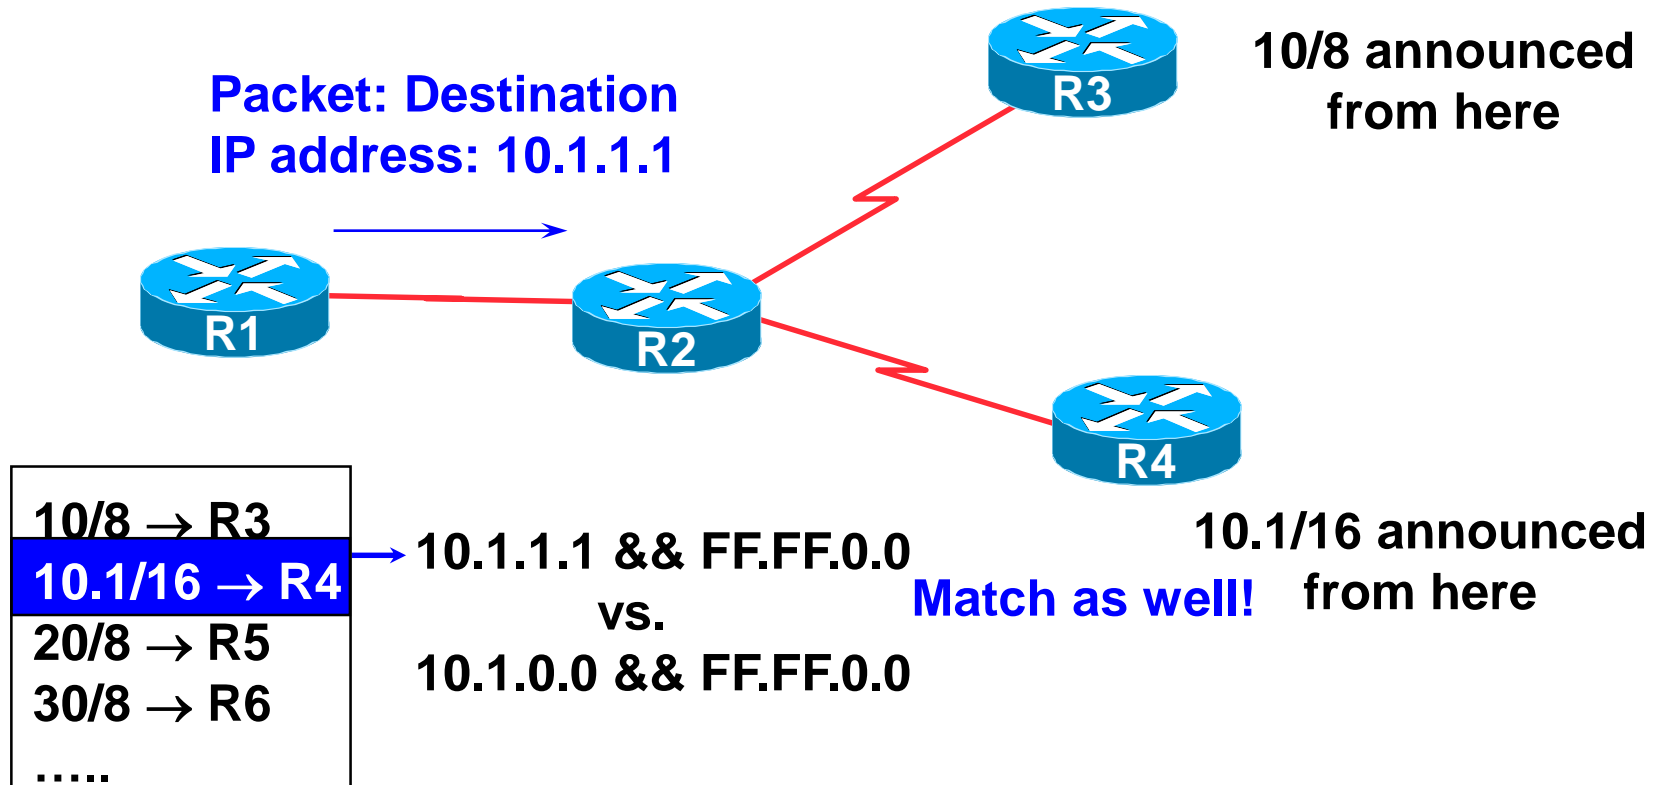 Packet: Destination
IP address: 10.1.1.1
R3
10/8 announced
from here
R1
R2
R4
10.1/16 announced
from here
10/8 → R3
10.1/16 → R4
20/8 → R5
30/8 → R6
.....
10.1.1.1 && FF.FF.0.0
vs.
10.1.0.0 && FF.FF.0.0
Match as well!